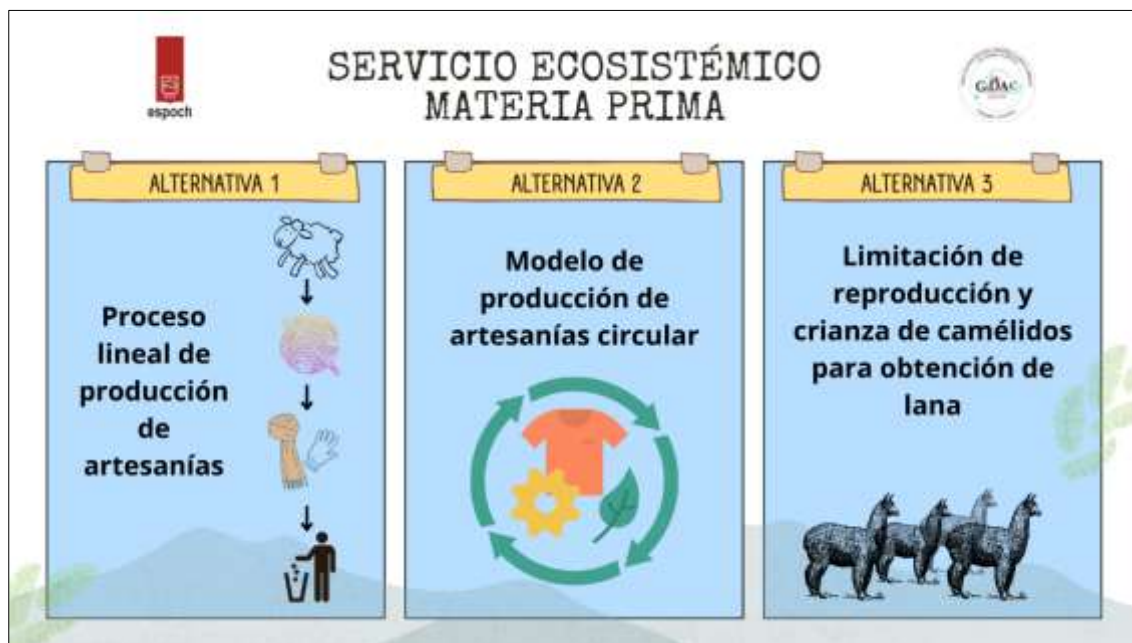 espoch
SERVICIO ECOSISTÉMICO
MATERIA PRIMA
ALTERNATIVA 1
Proceso
lineal de
producción
de
artesanías
ALTERNATIVA 2
Modelo de
producción de
artesanías circular
ALTERNATIVA 3
Limitación de
reproducción y
crianza de camélidos
para obtención de
lana